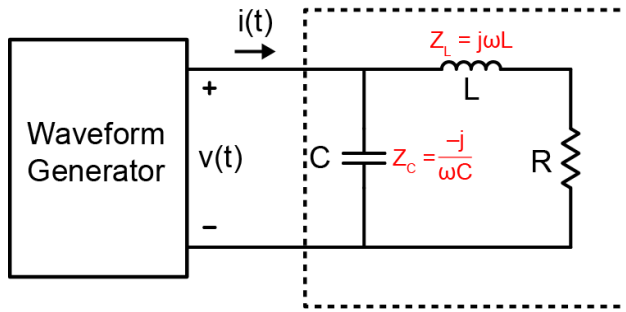 i(t)
Z_L = jωL
L
+
Waveform
Generator
v(t)
C
Z_C = −j/ωC
R
−